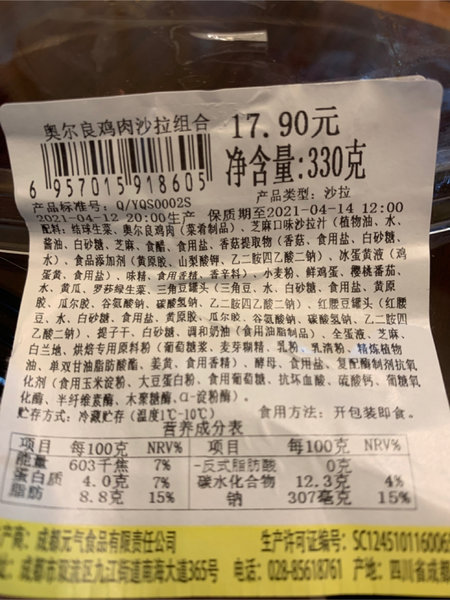 奥尔良鸡肉沙拉组合
17.90元
6 957015 918605
净含量:330克
产品类型: 沙拉
产品标准号: Q/YQS0002S
2021-04-12 20:00生产 保质期至2021-04-14 12:00
配料: 结球生菜、奥尔良鸡肉（菜肴制品）、芝麻口味沙拉汁（植物油、水、
酱油、白砂糖、芝麻、食醋、食用盐、香菇提取物（香菇、食用盐、白砂糖、
水）、食品添加剂（黄原胶、山梨酸钾、乙二胺四乙酸二钠）、冰蛋黄液（鸡
蛋黄、食用盐）、味精、食用香精、香辛料）、小麦粉、鲜鸡蛋、樱桃番茄、
水、黄瓜、罗莎绿生菜、三角豆罐头（三角豆、水、白砂糖、食用盐、黄原
胶、瓜尔胶、谷氨酸钠、碳酸氢钠、乙二胺四乙酸二钠）、红腰豆罐头（红腰
豆、水、白砂糖、食用盐、黄原胶、瓜尔胶、谷氨酸钠、碳酸氢钠、乙二胺四
乙酸二钠）、提子干、白砂糖、调和奶油（食用油脂制品）、全蛋液、芝麻、
白兰地、烘焙专用原料粉（葡萄糖浆、麦芽糊精、乳粉、乳清粉、精炼植物
油、单双甘油脂肪酸酯、姜黄、食用香精）、酵母、食用盐、复配酶制剂抗氧
化剂（食用玉米淀粉、大豆蛋白粉、食用葡萄糖、抗坏血酸、硫酸钙、葡糖氧
化酶、半纤维素酶、木聚糖酶、α-淀粉酶）。
贮存方式: 冷藏贮存（温度1℃-10℃） 食用方法: 开包装即食。
营养成分表
项目 每100克 NRV% 项目 每100克 NRV%
能量 603千焦 7% -反式脂肪酸 0克
蛋白质 4.0克 7% 碳水化合物 12.3克 4%
脂肪 8.8克 15% 钠 307毫克 15%
产商: 成都元气食品有限责任公司 生产许可证编号: SC1245101160065
: 成都市双流区九江街道南海大道365号 电话: 028-85618761 产地: 四川省成都